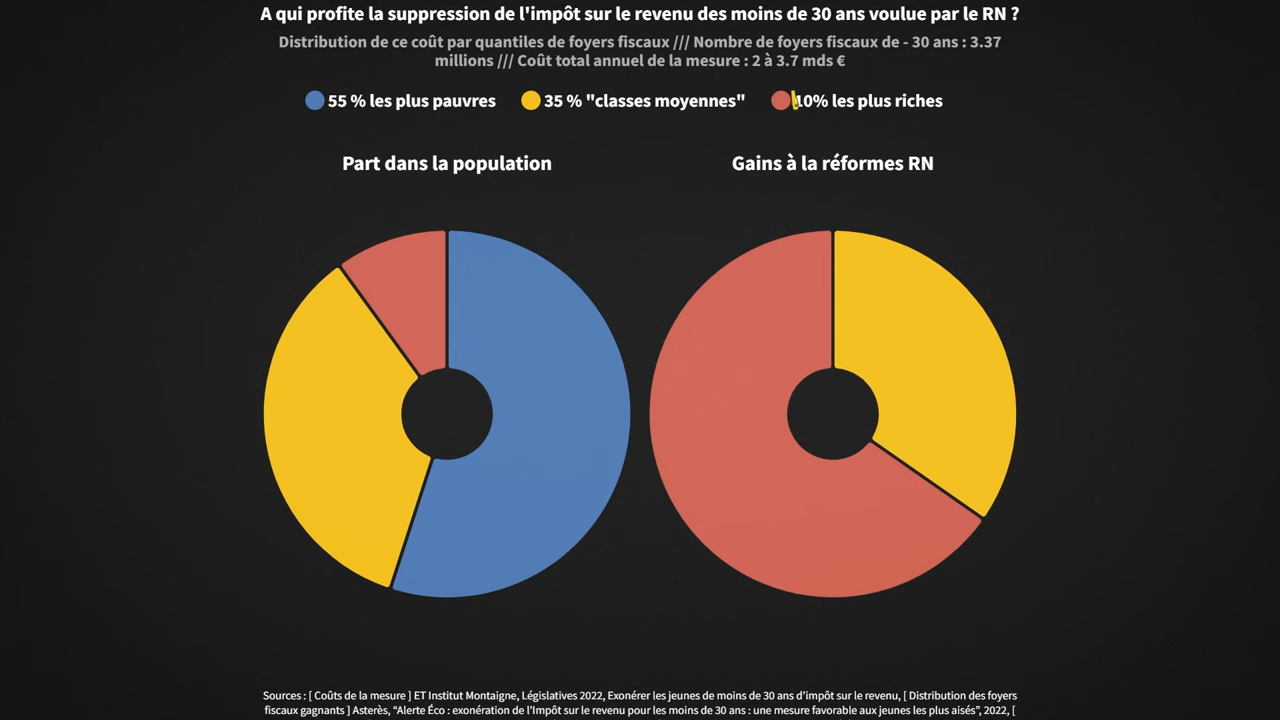 A qui profite la suppression de l'impôt sur le revenu des moins de 30 ans voulue par le RN ?
Distribution de ce coût par quantiles de foyers fiscaux /// Nombre de foyers fiscaux de - 30 ans : 3.37
millions /// Coût total annuel de la mesure : 2 à 3.7 mds €
55 % les plus pauvres 35 % "classes moyennes" 10% les plus riches
Part dans la population Gains à la réformes RN
Sources : [ Coûts de la mesure ] ET Institut Montaigne, Législatives 2022, Exonérer les jeunes de moins de 30 ans d’impôt sur le revenu, [ Distribution des foyers
fiscaux gagnants ] Asterès, “Alerte Éco : exonération de l’Impôt sur le revenu pour les moins de 30 ans : une mesure favorable aux jeunes les plus aisés”, 2022, [